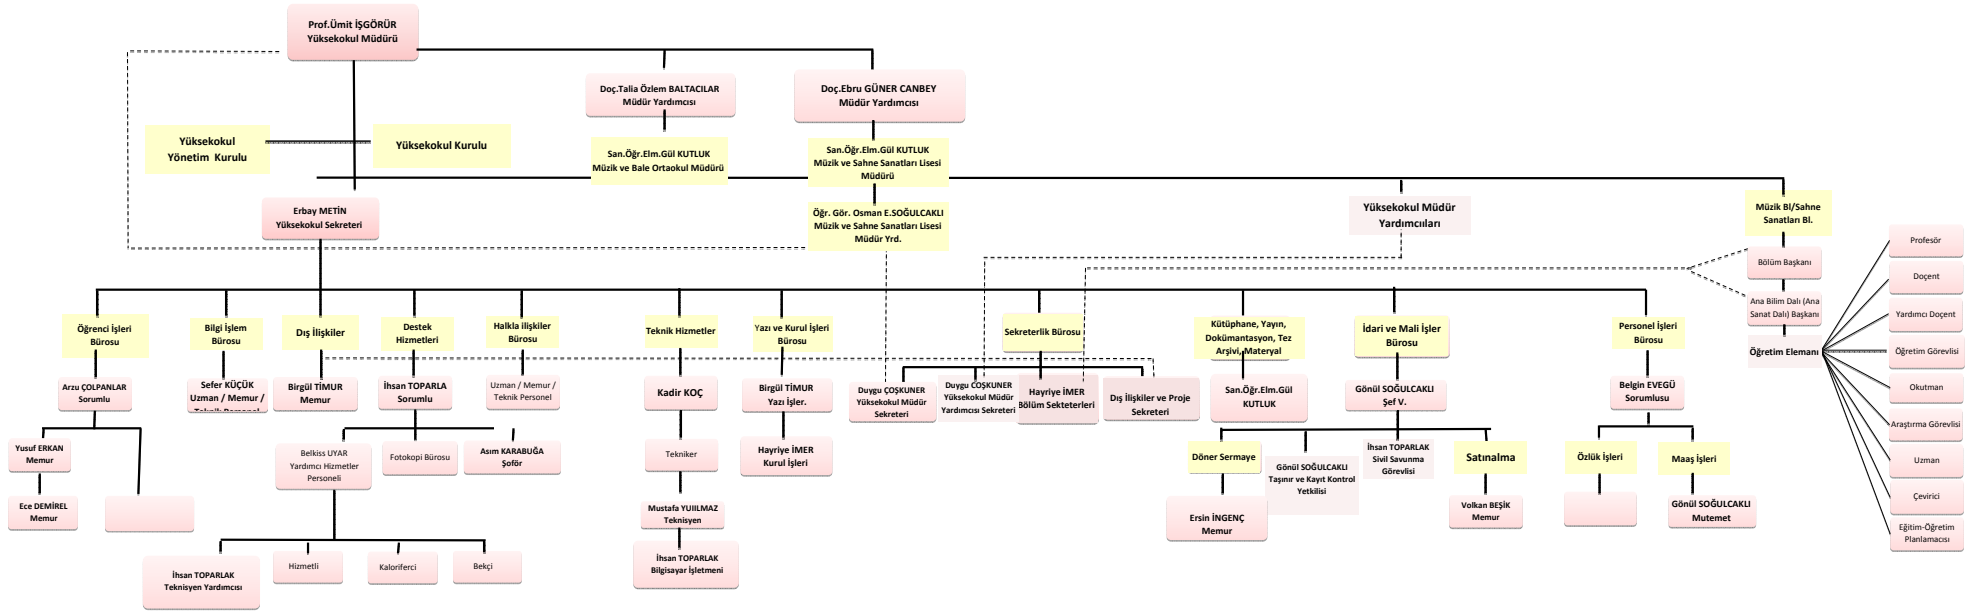 Prof.Ümit İŞGÖRÜR
Yüksekokul Müdürü
Doç.Talia Özlem BALTACILAR
Müdür Yardımcısı
Doç.Ebru GÜNER CANBEY
Müdür Yardımcısı
Yüksekokul
Yönetim Kurulu
Yüksekokul Kurulu
San.Öğr.Elm.Gül KUTLUK
Müzik ve Bale Ortaokul Müdürü
San.Öğr.Elm.Gül KUTLUK
Müzik ve Sahne Sanatları Lisesi
Müdürü
Erbay METİN
Yüksekokul Sekreteri
Öğr. Gör. Osman E.SOĞULCAKLI
Müzik ve Sahne Sanatları Lisesi
Müdür Yrd.
Yüksekokul Müdür
Yardımcıuları
Müzik Bl/Sahne
Sanatları Bl.
Bölüm Başkanı
Ana Bilim Dalı (Ana
Sanat Dalı) Başkanı
Öğretim Elemanı
Profesör
Doçent
Yardımcı Doçent
Öğretim Görevlisi
Okutman
Araştırma Görevlisi
Uzman
Çevirici
Eğitim-Öğretim
Planlamacısı
Öğrenci İşleri
Bürosu
Bilgi İşlem
Bürosu
Dış İlişkiler
Destek
Hizmetleri
Halkla ilişkiler
Bürosu
Teknik Hizmetler
Yazı ve Kurul İşleri
Bürosu
Sekreterlik Bürosu
Kütüphane, Yayın,
Dokümantasyon, Tez
Arşivi, Materyal
İdari ve Mali İşler
Bürosu
Personel İşleri
Bürosu
Arzu ÇOLPANLAR
Sorumlu
Sefer KÜÇÜK
Uzman / Memur /
Teknik Personel
Birgül TİMUR
Memur
İhsan TOPARLA
Sorumlu
Uzman / Memur /
Teknik Personel
Kadir KOÇ
Birgül TİMUR
Yazı İşler.
Duygu ÇOŞKUNER
Yüksekokul Müdür
Sekreteri
Duygu COŞKUNER
Yüksekokul Müdür
Yardımcısı Sekreteri
Hayriye İMER
Bölüm Sekteterleri
Dış İlişkiler ve Proje
Sekreteri
San.Öğr.Elm.Gül
KUTLUK
Gönül SOĞULCAKLI
Şef V.
Belgin EVEGÜ
Sorumlusu
Yusuf ERKAN
Memur
Ece DEMİREL
Memur
Belkiss UYAR
Yardımcı Hizmetler
Personeli
Fotokopi Bürosu
Asım KARABUĞA
Şoför
Tekniker
Hayriye İMER
Kurul İşleri
Döner Sermaye
Gönül SOĞULCAKLI
Taşınır ve Kayıt Kontrol
Yetkilisi
İhsan TOPARLAK
Sivil Savunma
Görevlisi
Satınalma
Özlük İşleri
Maaş İşleri
Mustafa YUIILMAZ
Teknisyen
Ersin İNGENÇ
Memur
Volkan BEŞİK
Memur
Gönül SOĞULCAKLI
Mutemet
İhsan TOPARLAK
Teknisyen Yardımcısı
Hizmetli
Kaloriferci
Bekçi
İhsan TOPARLAK
Bilgisayar İşletmeni